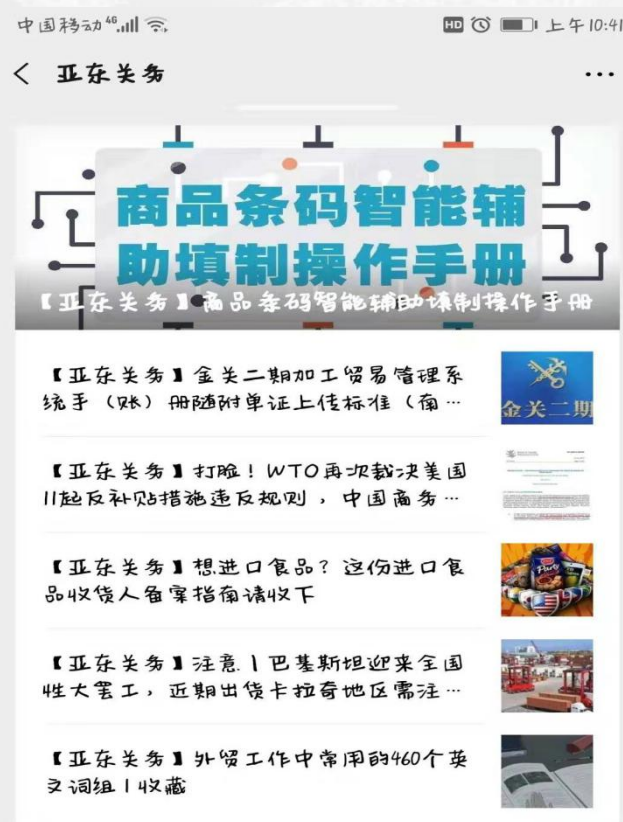 中国移动 4G HD 上午10:41
亚东关务
商品条码智能辅
助填制操作手册
【亚东关务】商品条码智能辅助填制操作手册
【亚东关务】金关二期加工贸易管理系
统手（账）册随附单证上传标准（南…
金关二期
【亚东关务】打脸！WTO再次裁决美国
11起反补贴措施违反规则，中国商务…
【亚东关务】想进口食品？这份进口食
品收货人备案指南请收下
Party
【亚东关务】注意丨巴基斯坦迎来全国
性大罢工，近期出货卡拉奇地区需注…
【亚东关务】外贸工作中常用的460个英
文词组丨收藏